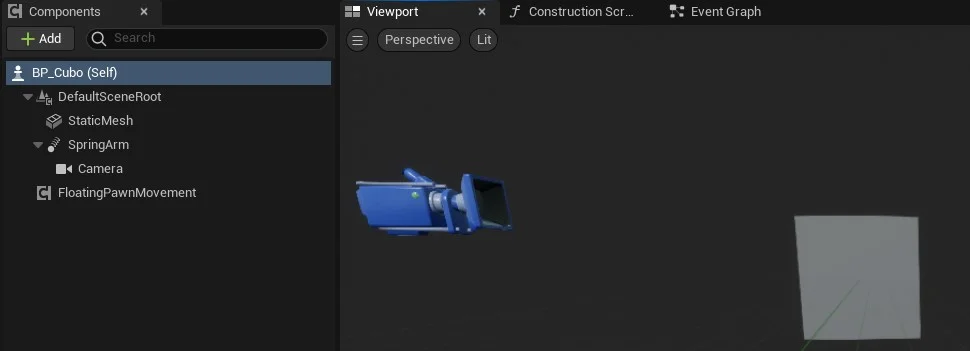 Components
Viewport
Construction Scr...
Event Graph
Add
Search
Perspective
Lit
BP_Cubo (Self)
DefaultSceneRoot
StaticMesh
SpringArm
Camera
FloatingPawnMovement